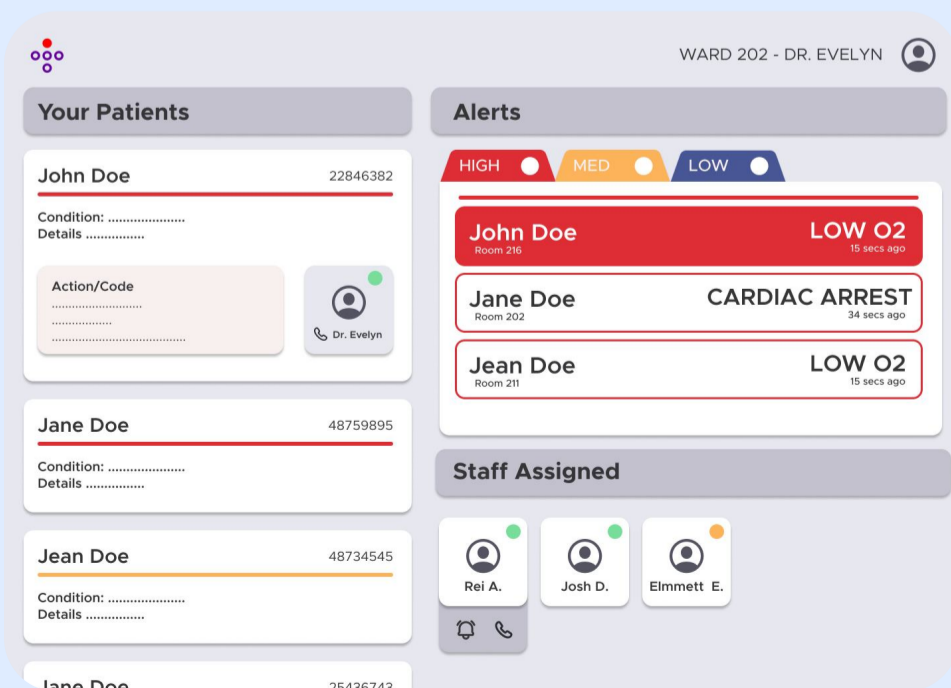 WARD 202 - DR. EVELYN
Your Patients
John Doe 22846382
Condition: .....................
Details ................
Action/Code
...........................
..................
........................................
Dr. Evelyn
Jane Doe 48759895
Condition: .....................
Details ................
Jean Doe 48734545
Condition: .....................
Details ................
Jane Doe 25436743
Alerts
HIGH MED LOW
John Doe LOW O2
Room 216 15 secs ago
Jane Doe CARDIAC ARREST
Room 202 34 secs ago
Jean Doe LOW O2
Room 211 15 secs ago
Staff Assigned
Rei A. Josh D. Elmmett E.